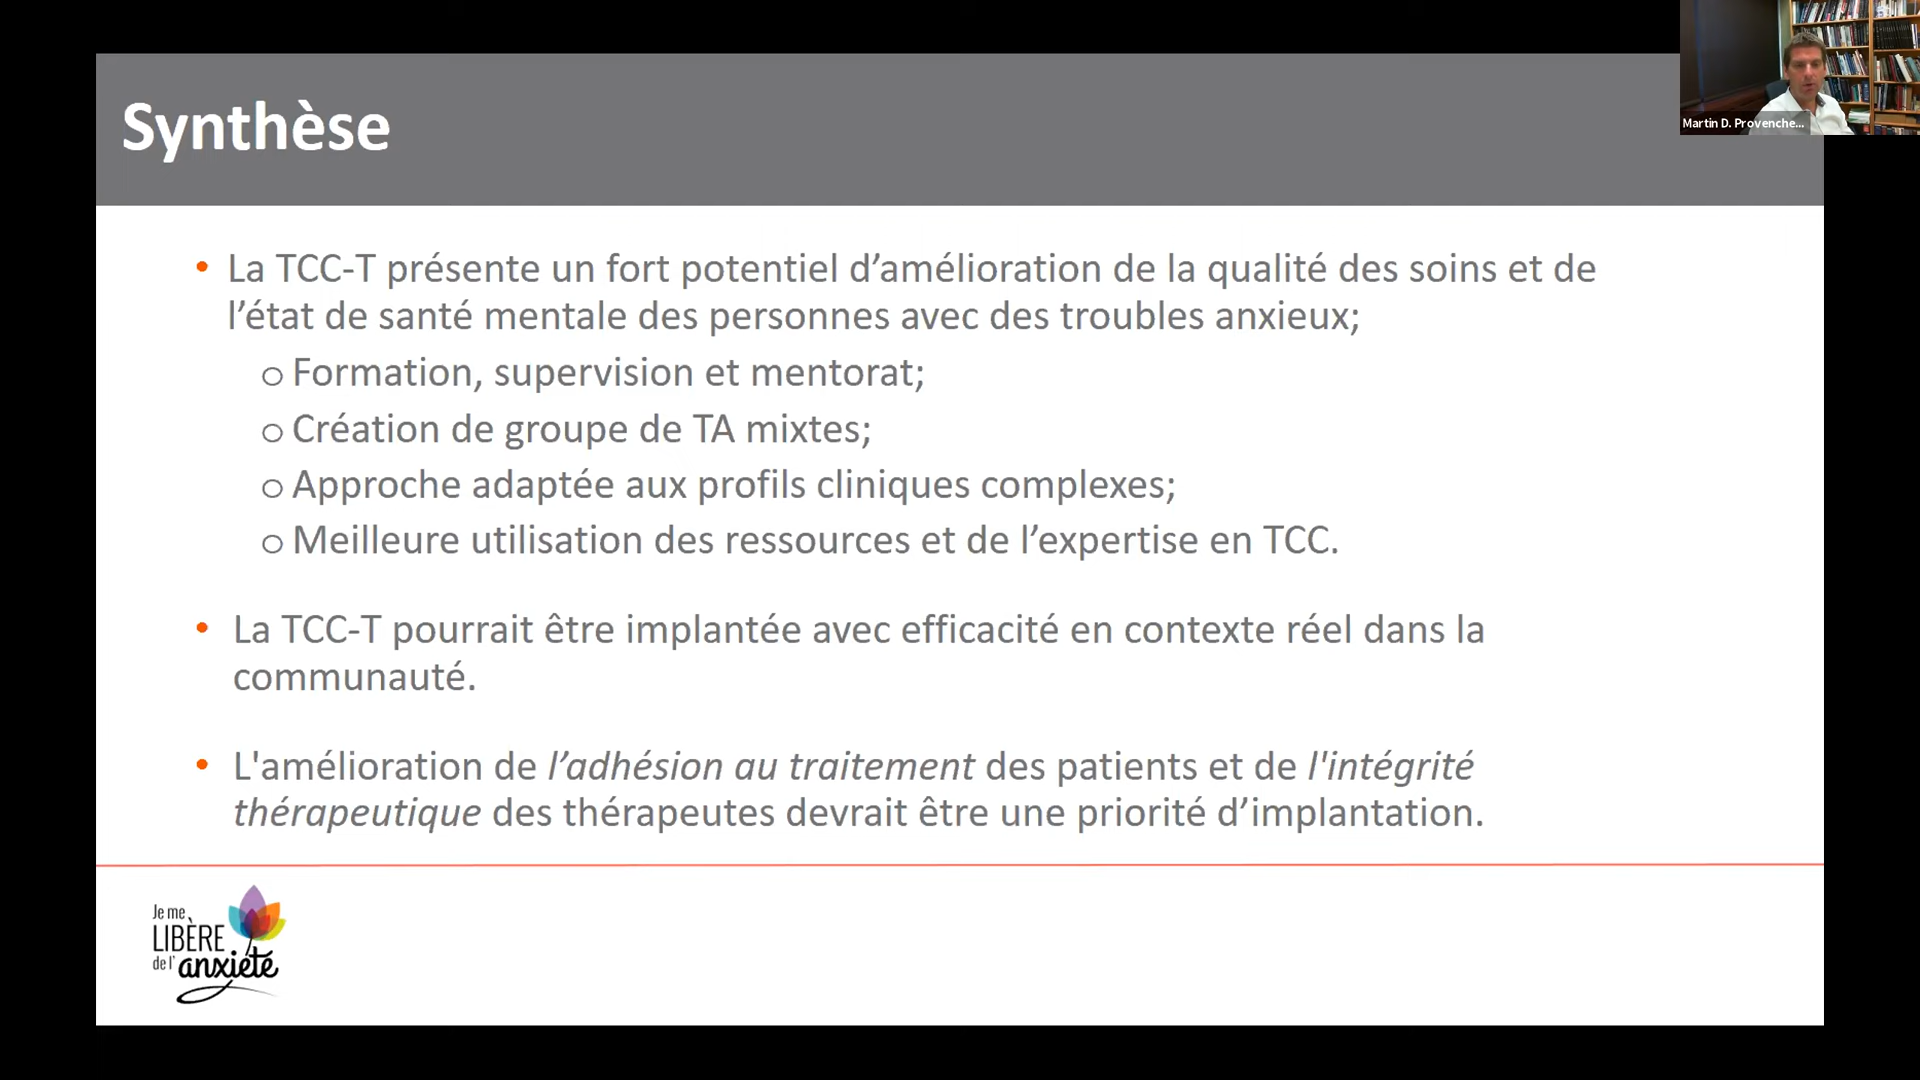 Synthèse
Martin D. Provenche...
• La TCC-T présente un fort potentiel d’amélioration de la qualité des soins et de
l’état de santé mentale des personnes avec des troubles anxieux;
o Formation, supervision et mentorat;
o Création de groupe de TA mixtes;
o Approche adaptée aux profils cliniques complexes;
o Meilleure utilisation des ressources et de l’expertise en TCC.
• La TCC-T pourrait être implantée avec efficacité en contexte réel dans la
communauté.
• L'amélioration de l’adhésion au traitement des patients et de l'intégrité
thérapeutique des thérapeutes devrait être une priorité d’implantation.
Je me
LIBÈRE
de l'anxiété